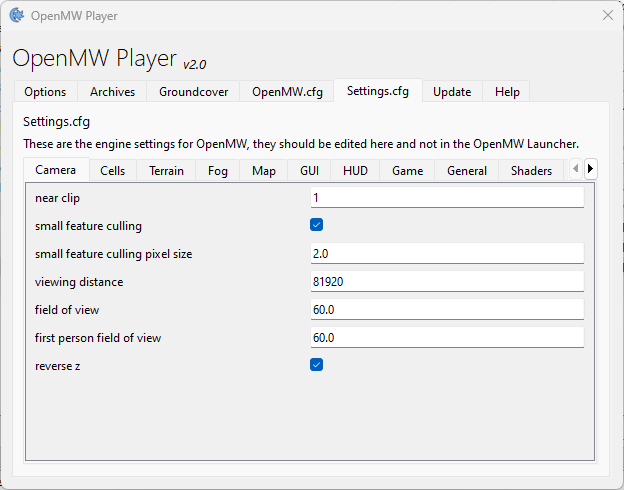 OpenMW Player
OpenMW Player v2.0
Options Archives Groundcover OpenMW.cfg Settings.cfg Update Help
Settings.cfg
These are the engine settings for OpenMW, they should be edited here and not in the OpenMW Launcher.
Camera Cells Terrain Fog Map GUI HUD Game General Shaders
near clip 1
small feature culling
small feature culling pixel size 2.0
viewing distance 81920
field of view 60.0
first person field of view 60.0
reverse z